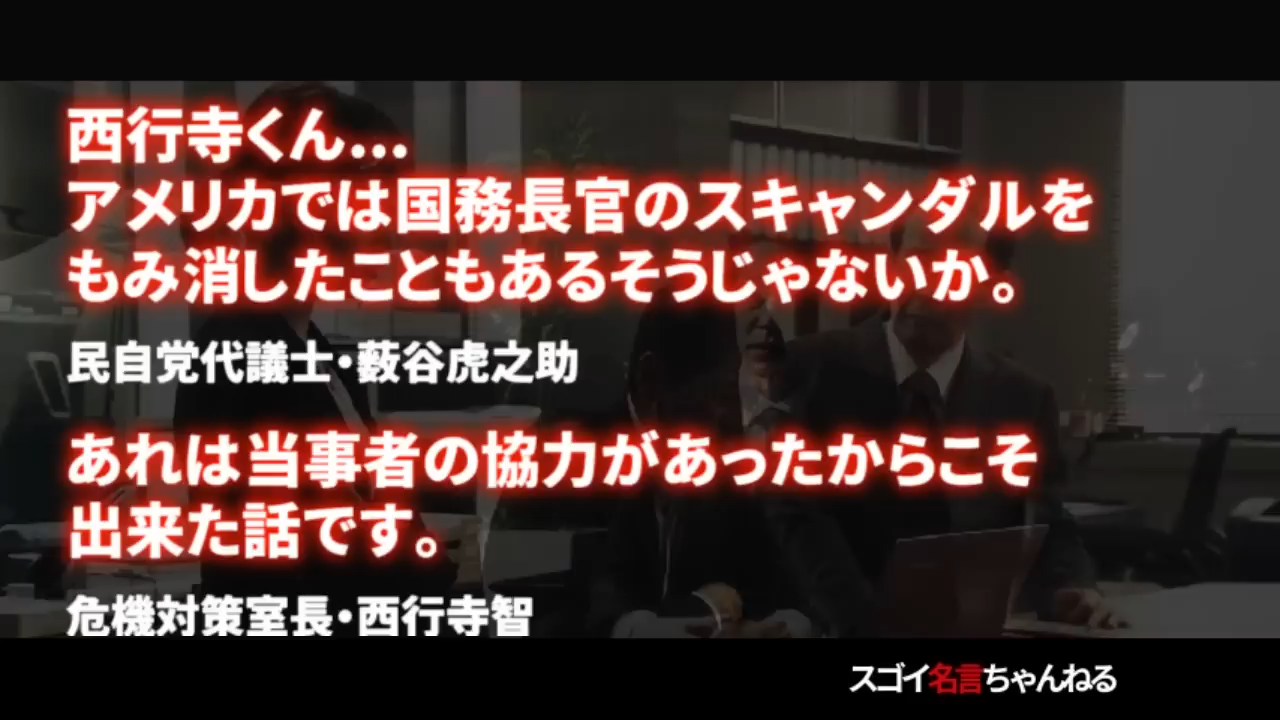 西行寺くん…
アメリカでは国務長官のスキャンダルを
もみ消したこともあるそうじゃないか。
民自党代議士・薮谷虎之助
あれは当事者の協力があったからこそ
出来た話です。
危機対策室長・西行寺智
スゴイ名言ちゃんねる